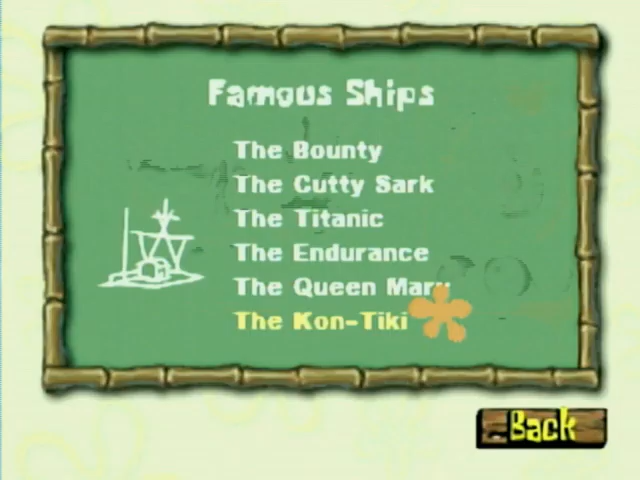 Famous Ships
The Bounty
The Cutty Sark
The Titanic
The Endurance
The Queen Mary
The Kon-Tiki
Back